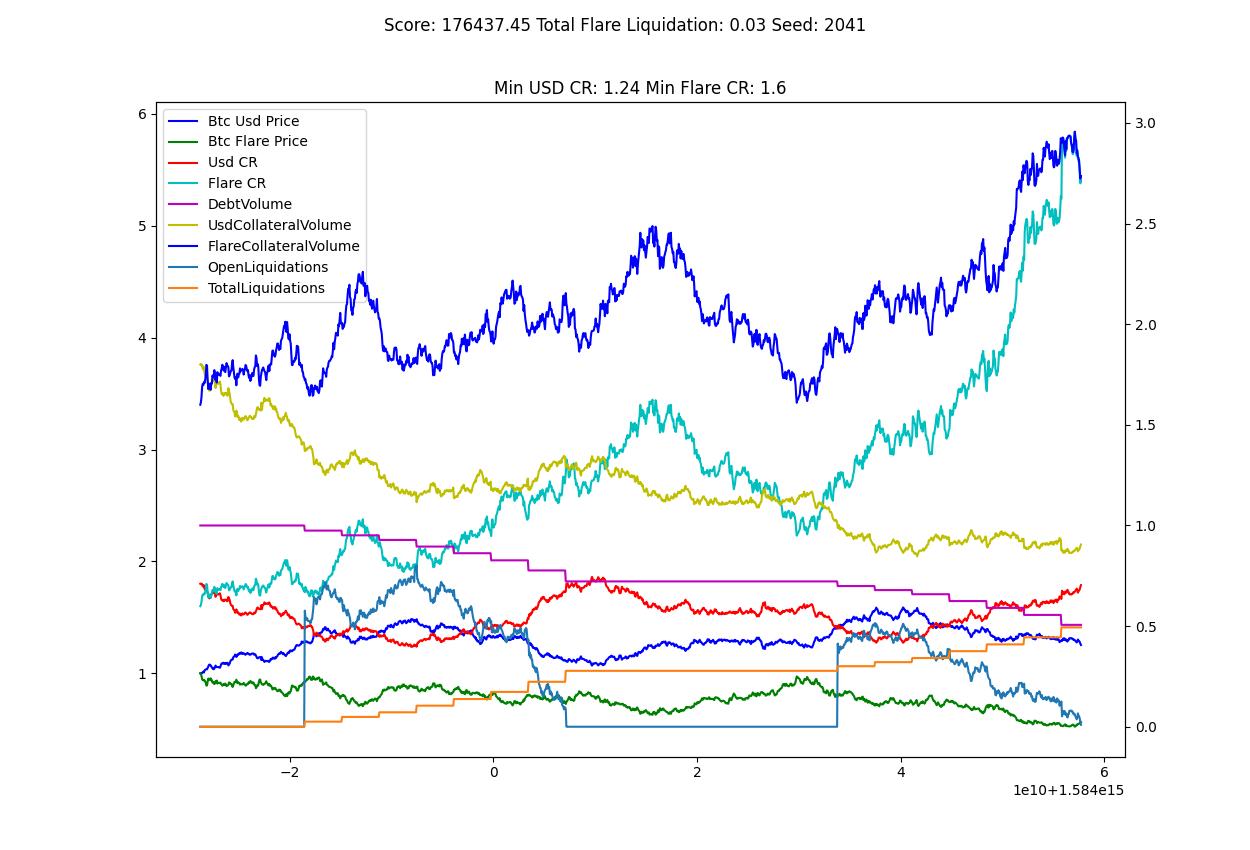 Score: 176437.45 Total Flare Liquidation: 0.03 Seed: 2041
Min USD CR: 1.24 Min Flare CR: 1.6
Btc Usd Price
Btc Flare Price
Usd CR
Flare CR
DebtVolume
UsdCollateralVolume
FlareCollateralVolume
OpenLiquidations
TotalLiquidations
6
5
4
3
2
1
3.0
2.5
2.0
1.5
1.0
0.5
0.0
−2
0
2
4
6
1e10+1.584e15